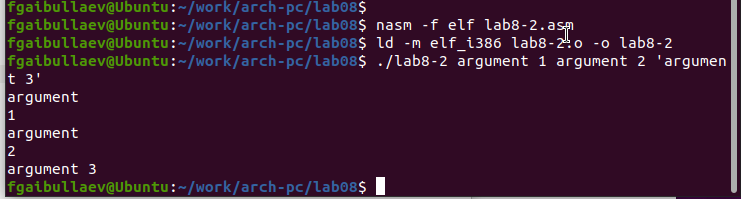 fgaibullaev@Ubuntu:~/work/arch-pc/lab08$
fgaibullaev@Ubuntu:~/work/arch-pc/lab08$ nasm -f elf lab8-2.asm
fgaibullaev@Ubuntu:~/work/arch-pc/lab08$ ld -m elf_i386 lab8-2.o -o lab8-2
fgaibullaev@Ubuntu:~/work/arch-pc/lab08$ ./lab8-2 argument 1 argument 2 'argumen
t 3'
argument
1
argument
2
argument 3
fgaibullaev@Ubuntu:~/work/arch-pc/lab08$